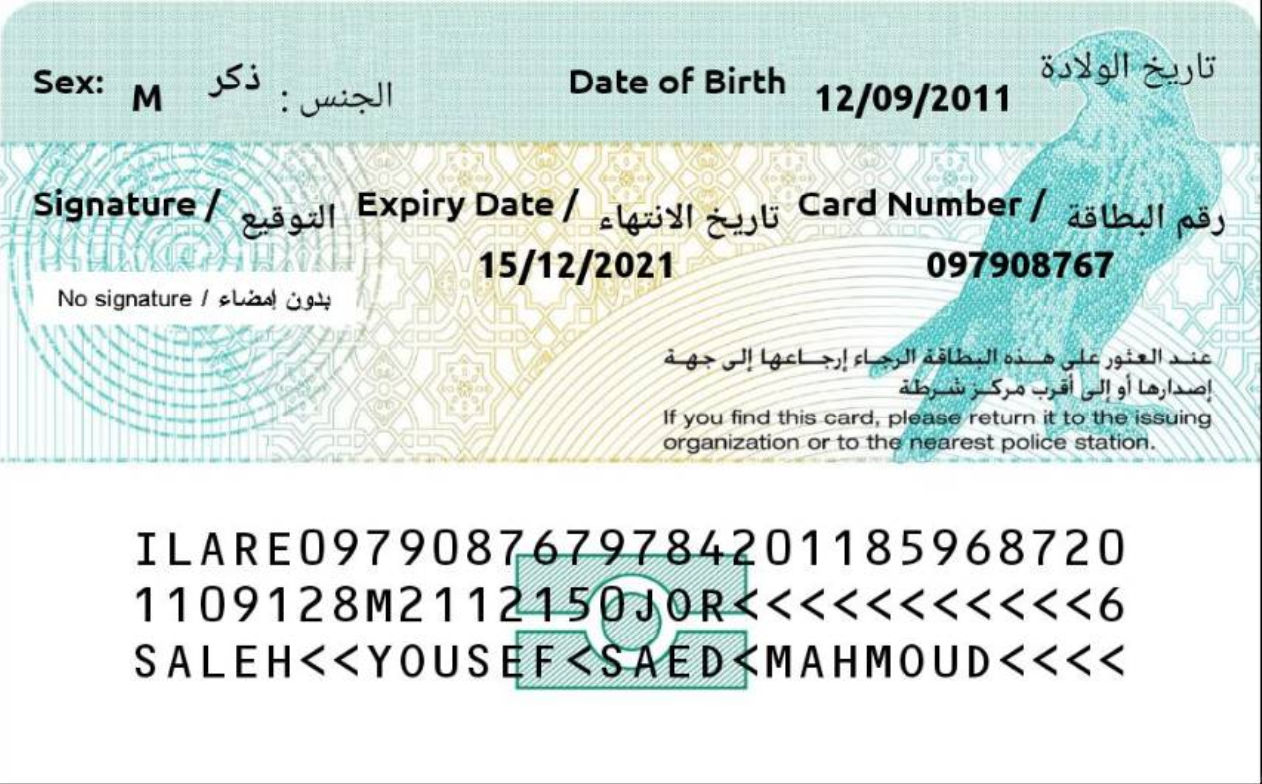 Sex: M ذكر الجنس : Date of Birth 12/09/2011 تاريخ الولادة
Signature / التوقيع Expiry Date / تاريخ الانتهاء Card Number / رقم البطاقة
15/12/2021 097908767
No signature / بدون إمضاء
عند العثور على هذه البطاقة الرجاء إرجاعها إلى جهة
إصدارها أو إلى أقرب مركز شرطة
If you find this card, please return it to the issuing
organization or to the nearest police station.
ILARE0979087679784201185968720
1109128M2112150JOR<<<<<<<<<<<6
SALEH<<YOUSEF<SAED<MAHMOUD<<<<